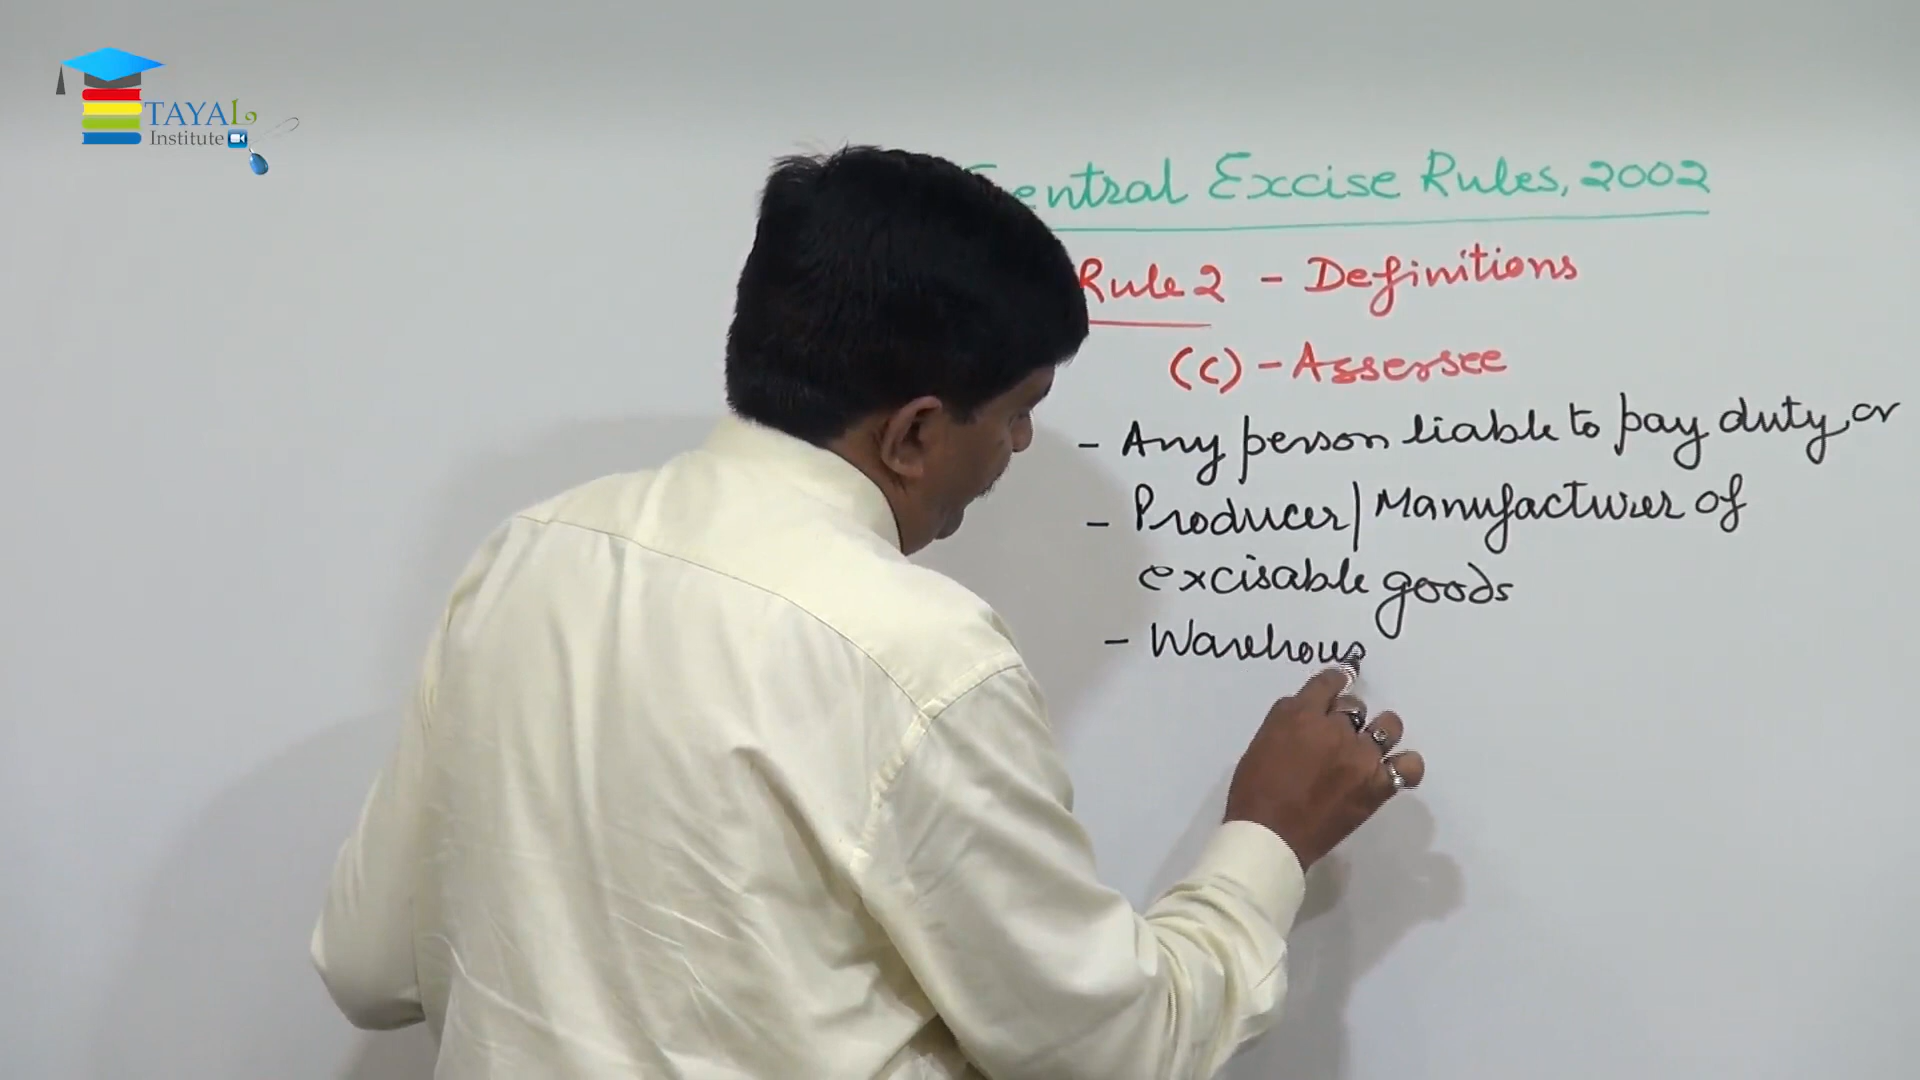 TAYAL
Institute
Central Excise Rules, 2002
Rule 2 - Definitions
(c) - Assessee
- Any person liable to pay duty, or
- Producer/Manufacturer of
excisable goods
- Warehous